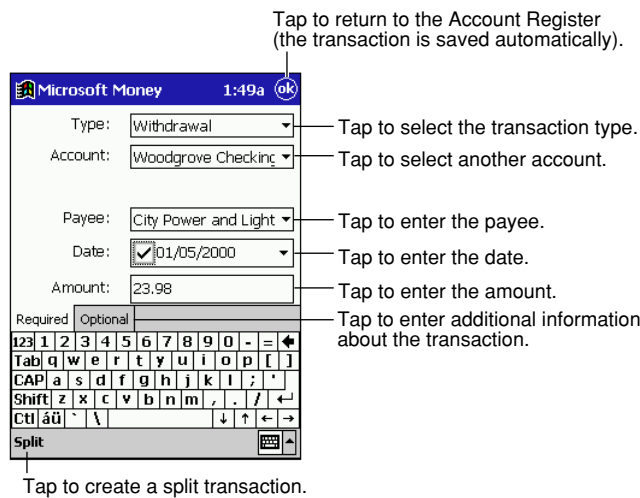 Tap to return to the Account Register
(the transaction is saved automatically).
Microsoft Money 1:49a ok
Type: Withdrawal
Tap to select the transaction type.
Account: Woodgrove Checking
Tap to select another account.
Payee: City Power and Light
Tap to enter the payee.
Date: 01/05/2000
Tap to enter the date.
Amount: 23.98
Tap to enter the amount.
Required Optional
Tap to enter additional information
about the transaction.
123 1 2 3 4 5 6 7 8 9 0 - = ←
Tab q w e r t y u i o p [ ]
CAP a s d f g h j k l ; '
Shift z x c v b n m , . / ↵
Ctl áü ` \ ↓ ↑ ← →
Split
Tap to create a split transaction.